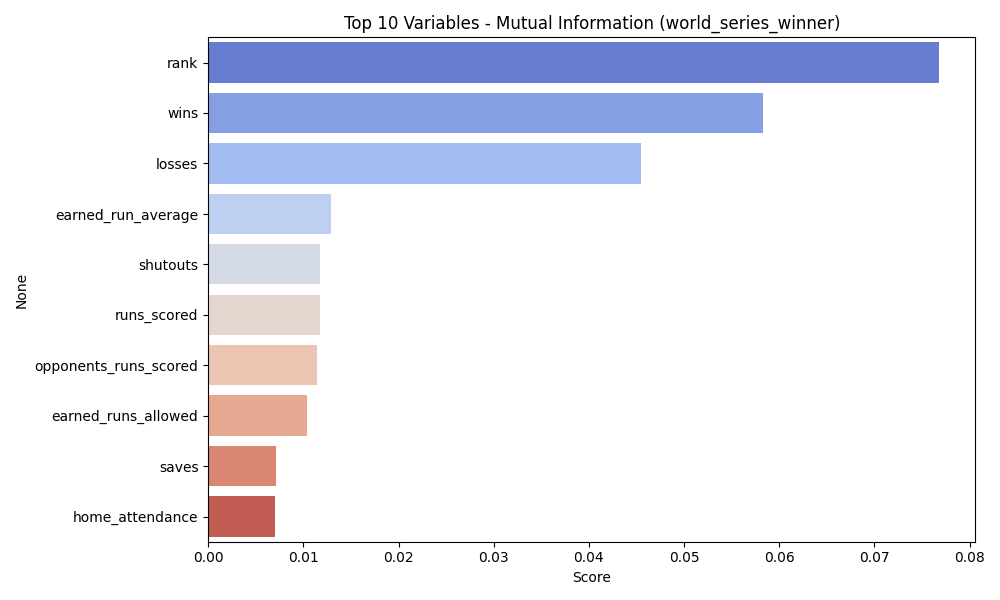 Top 10 Variables - Mutual Information (world_series_winner)
None
rank
wins
losses
earned_run_average
shutouts
runs_scored
opponents_runs_scored
earned_runs_allowed
saves
home_attendance
0.00 0.01 0.02 0.03 0.04 0.05 0.06 0.07 0.08
Score